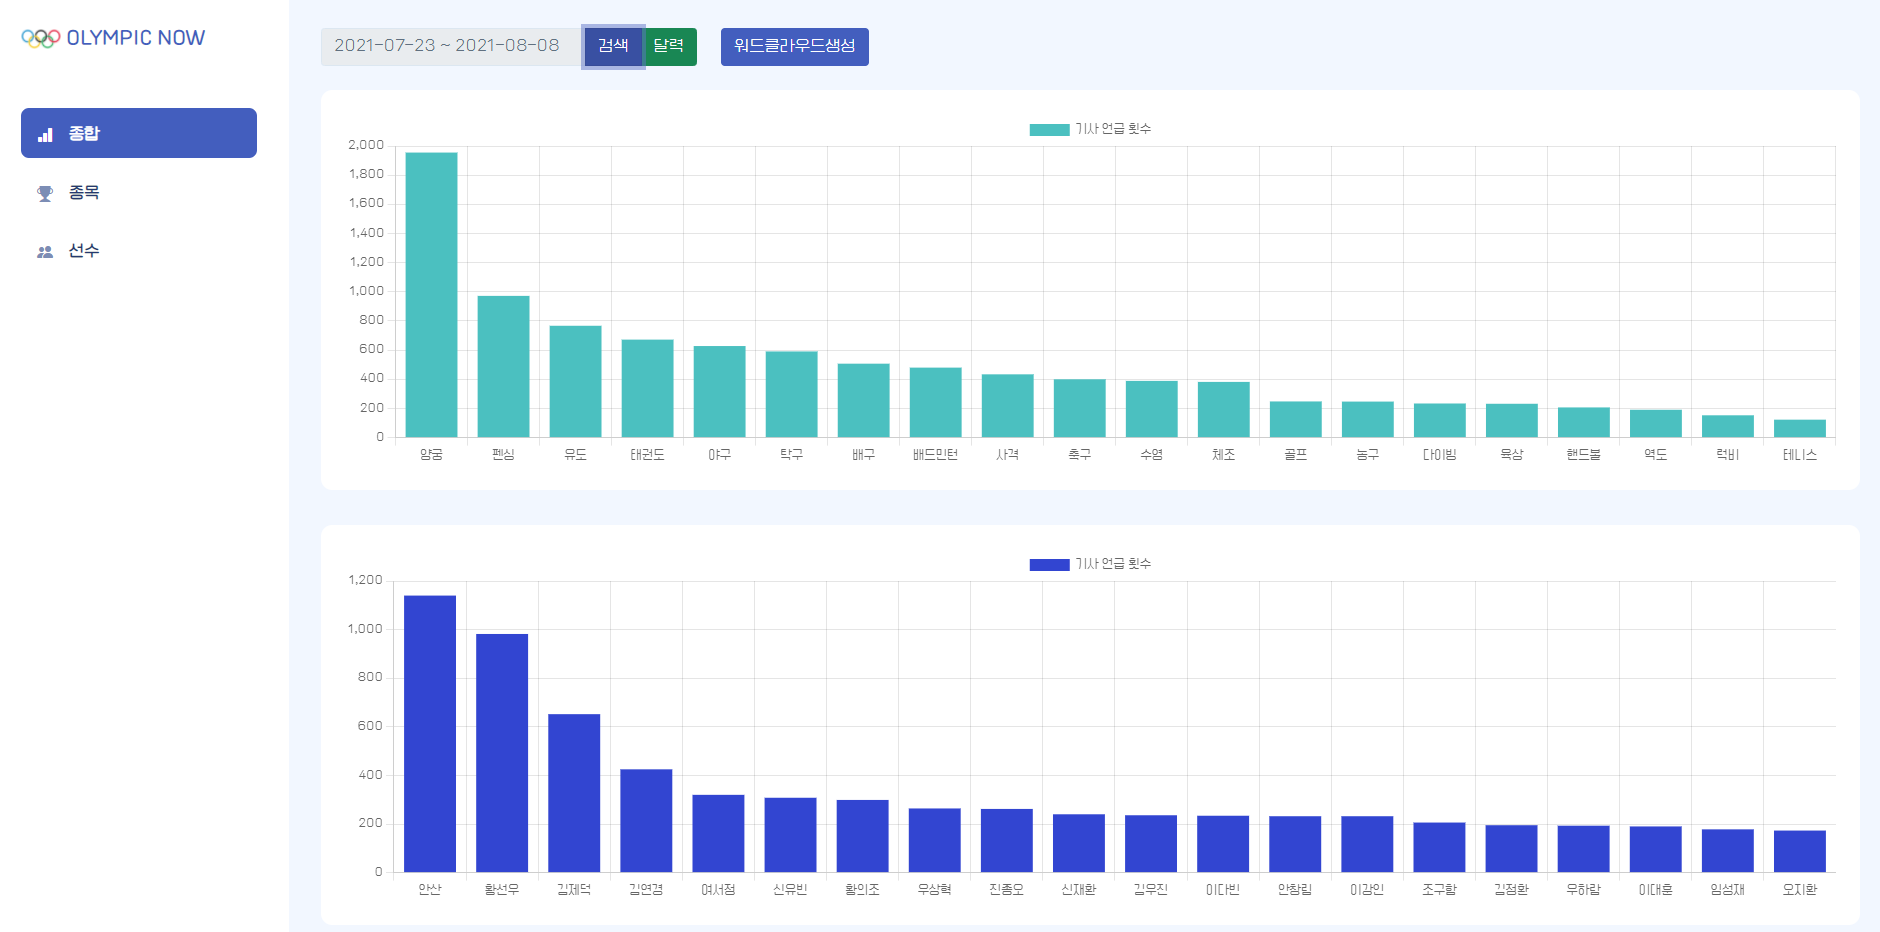 OLYMPIC NOW
종합
종목
선수
2021-07-23 ~ 2021-08-08 검색 달력 워드클라우드생성
기사 언급 횟수
2,000
1,800
1,600
1,400
1,200
1,000
800
600
400
200
0
양궁 펜싱 유도 태권도 야구 탁구 배구 배드민턴 사격 축구 수영 체조 골프 농구 다이빙 육상 핸드볼 역도 럭비 테니스
기사 언급 횟수
1,200
1,000
800
600
400
200
0
안산 황선우 김제덕 김연경 여서정 신유빈 황의조 우상혁 진종오 신재환 김우진 이다빈 안창림 이강인 조구함 김정환 우하람 이대훈 임성재 오지환